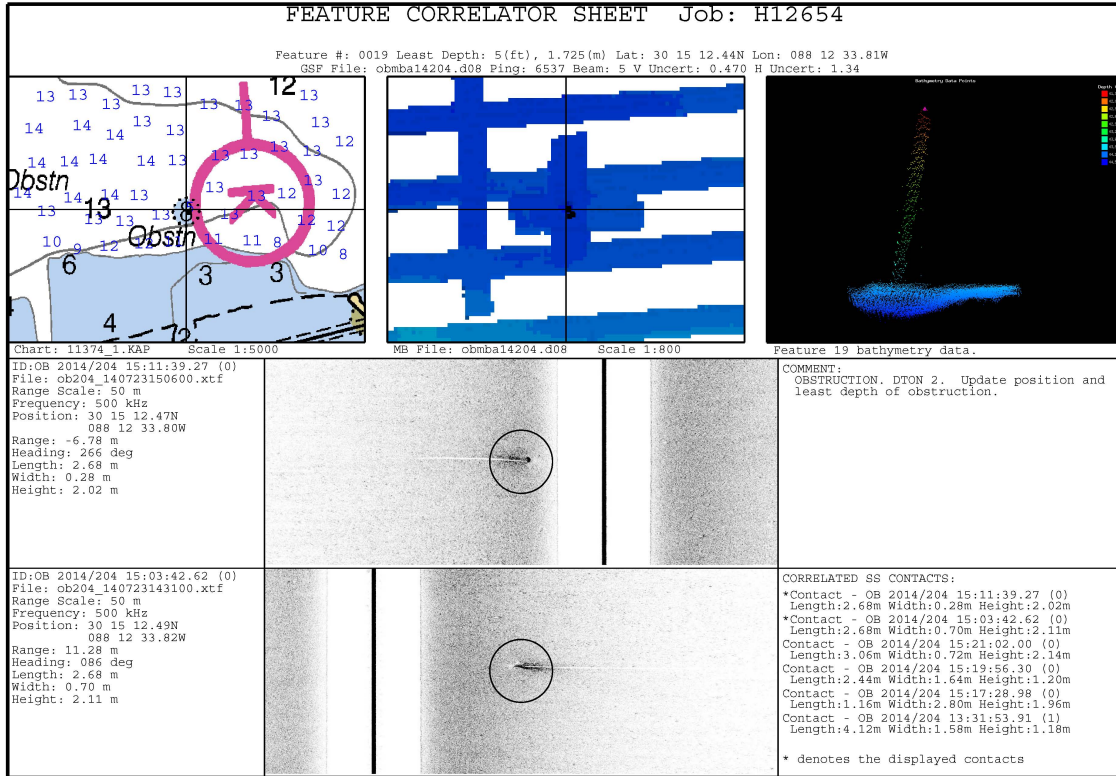 FEATURE CORRELATOR SHEET Job: H12654
Feature #: 0019 Least Depth: 5(ft), 1.725(m) Lat: 30 15 12.44N Lon: 088 12 33.81W
GSF File: obmba14204.d08 Ping: 6537 Beam: 5 V Uncert: 0.470 H Uncert: 1.34
12
13 13 13 13 13
13 13 13
14 14 13 13
14 14 13 12
14 14 14 13 13 13 13 13
Obstn
14 14 14 13 13 13 12 13 12
K
13 13 13 13 13 8 13 12 12
Obstn
10 9 12 11 11 8 10 8
6 3 3
4
Chart: 11374_1.KAP Scale 1:5000
MB File: obmba14204.d08 Scale 1:800
Bathymetry Data Points
Feature 19 bathymetry data.
ID:OB 2014/204 15:11:39.27 (0)
File: ob204_140723150600.xtf
Range Scale: 50 m
Frequency: 500 kHz
Position: 30 15 12.47N
088 12 33.80W
Range: -6.78 m
Heading: 266 deg
Length: 2.68 m
Width: 0.28 m
Height: 2.02 m
COMMENT:
OBSTRUCTION. DTON 2. Update position and
least depth of obstruction.
ID:OB 2014/204 15:03:42.62 (0)
File: ob204_140723143100.xtf
Range Scale: 50 m
Frequency: 500 kHz
Position: 30 15 12.49N
088 12 33.82W
Range: 11.28 m
Heading: 086 deg
Length: 2.68 m
Width: 0.70 m
Height: 2.11 m
CORRELATED SS CONTACTS:
*Contact - OB 2014/204 15:11:39.27 (0)
Length:2.68m Width:0.28m Height:2.02m
*Contact - OB 2014/204 15:03:42.62 (0)
Length:2.68m Width:0.70m Height:2.11m
Contact - OB 2014/204 15:21:02.00 (0)
Length:3.06m Width:0.72m Height:2.14m
Contact - OB 2014/204 15:19:56.30 (0)
Length:2.44m Width:1.64m Height:1.20m
Contact - OB 2014/204 15:17:28.98 (0)
Length:1.16m Width:2.80m Height:1.96m
Contact - OB 2014/204 13:31:53.91 (1)
Length:4.12m Width:1.58m Height:1.18m
* denotes the displayed contacts